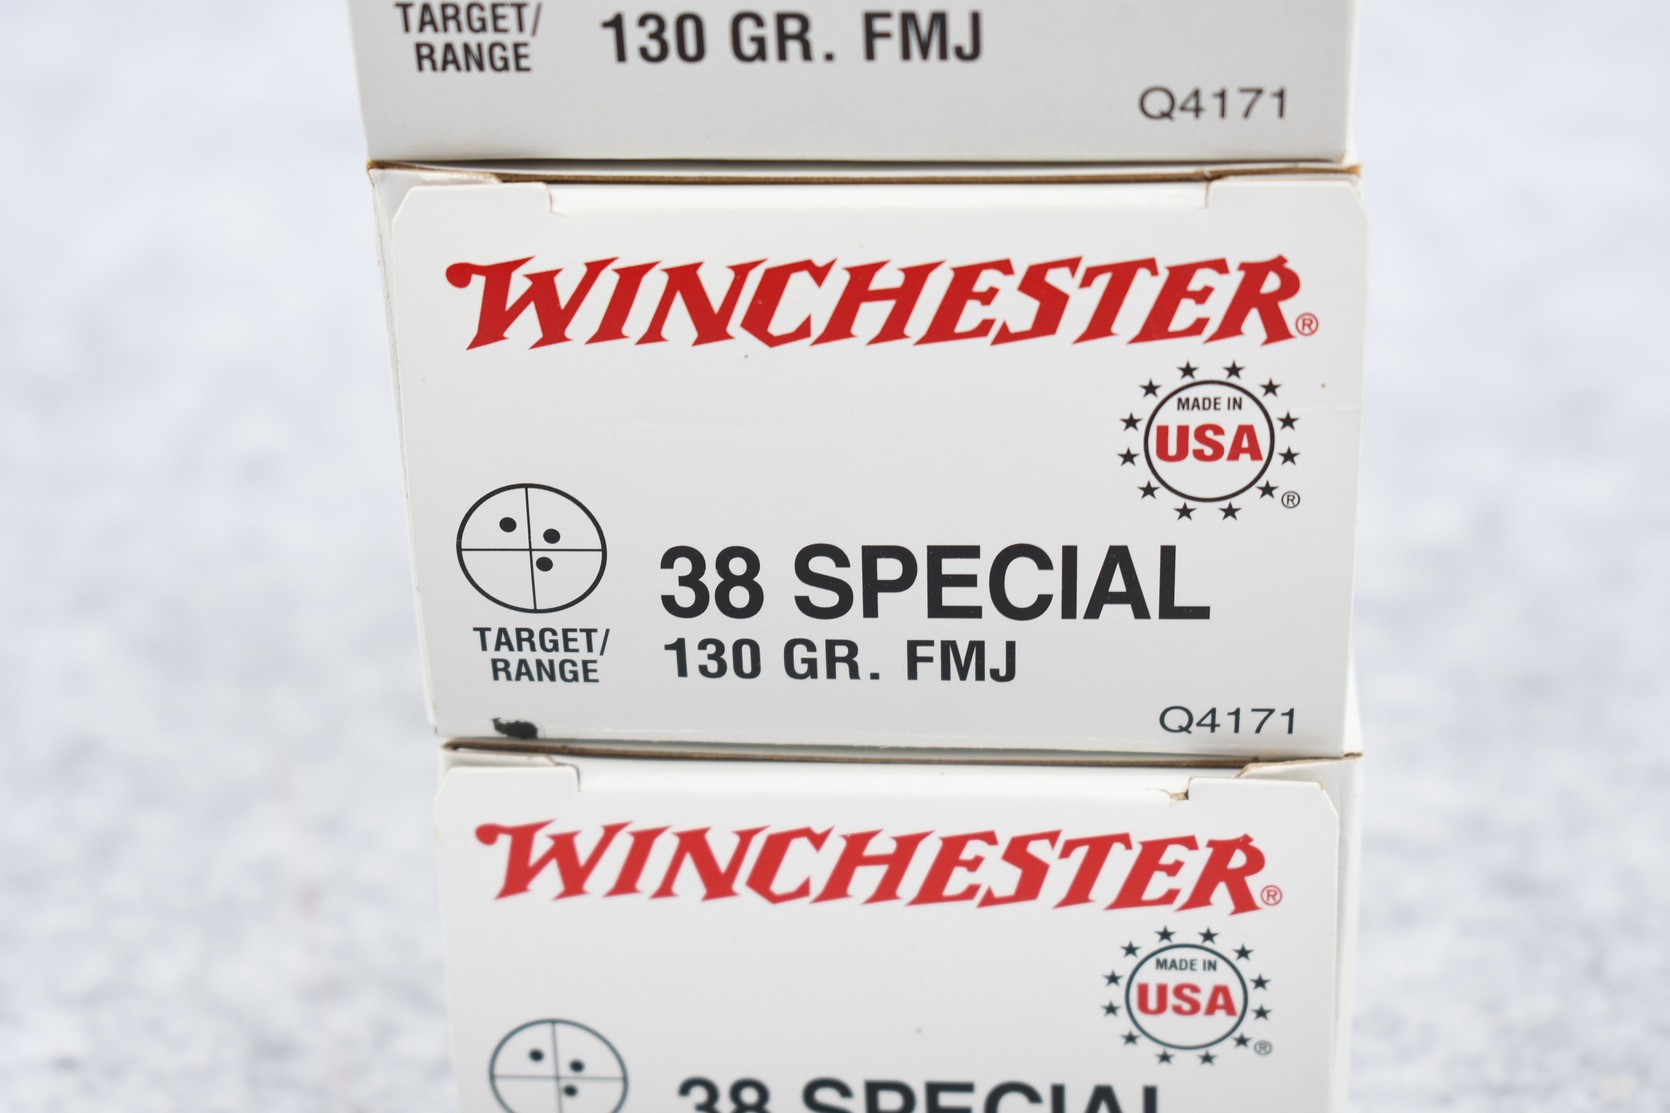 TARGET/
RANGE
130 GR. FMJ
Q4171
WINCHESTER®
MADE IN
USA
®
38 SPECIAL
TARGET/
RANGE
130 GR. FMJ
Q4171
WINCHESTER®
MADE IN
USA
®
38 SPECIAL